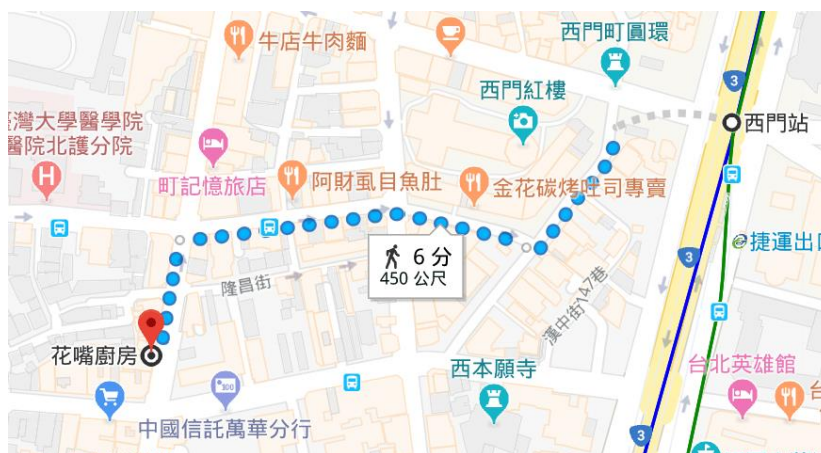 牛店牛肉麵
西門町圓環
3
西門紅樓
西門站
臺灣大學醫學院
醫院北護分院
H
町記憶旅店
阿財虱目魚肚
金花碳烤吐司專賣
6 分
450 公尺
捷運出口
3
隆昌街
漢中街147巷
花嘴廚房
西本願寺
台北英雄館
中國信託萬華分行
3